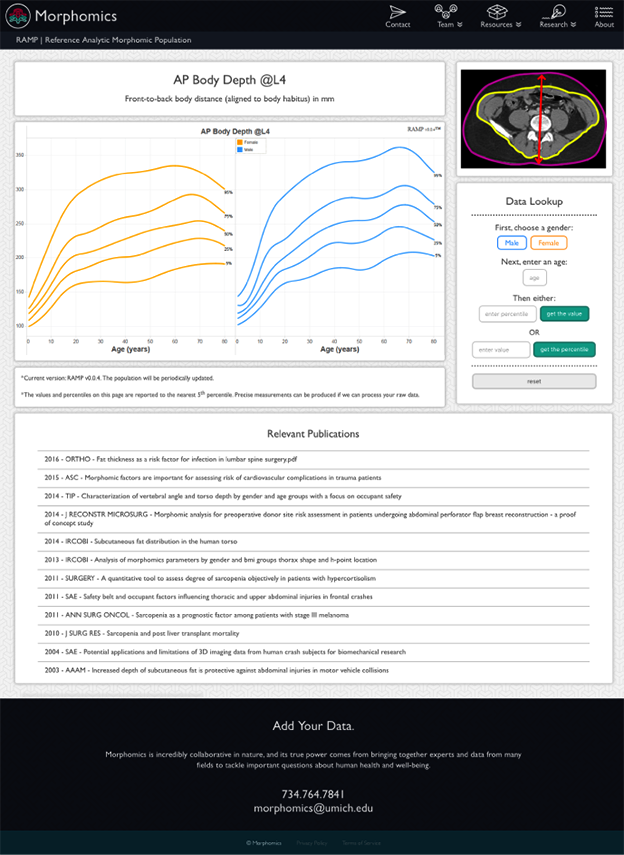 Morphomics
Contact
Team
Resources
Research
About
RAMP | Reference Analytic Morphomic Population
AP Body Depth @L4
Front-to-back body distance (aligned to body habitus) in mm
AP Body Depth @L4
RAMP v0.0.4™
Female
Male
350
300
250
200
150
100
95%
75%
50%
25%
5%
95%
75%
50%
25%
5%
0 10 20 30 40 50 60 70 80
0 10 20 30 40 50 60 70 80
Age (years)
Age (years)
Data Lookup
First, choose a gender:
Male Female
Next, enter an age:
age
Then either:
enter percentile get the value
OR
enter value get the percentile
reset
*Current version: RAMP v0.0.4. The population will be periodically updated.
*The values and percentiles on this page are reported to the nearest 5th percentile. Precise measurements can be produced if we can process your raw data.
Relevant Publications
2016 - ORTHO - Fat thickness as a risk factor for infection in lumbar spine surgery.pdf
2015 - ASC - Morphomic factors are important for assessing risk of cardiovascular complications in trauma patients
2014 - TIP - Characterization of vertebral angle and torso depth by gender and age groups with a focus on occupant safety
2014 - J RECONSTR MICROSURG - Morphomic analysis for preoperative donor site risk assessment in patients undergoing abdominal perforator flap breast reconstruction - a proof
of concept study
2014 - IRCOBI - Subcutaneous fat distribution in the human torso
2013 - IRCOBI - Analysis of morphomics parameters by gender and bmi groups thorax shape and h-point location
2011 - SURGERY - A quantitative tool to assess degree of sarcopenia objectively in patients with hypercortisolism
2011 - SAE - Safety belt and occupant factors influencing thoracic and upper abdominal injuries in frontal crashes
2011 - ANN SURG ONCOL - Sarcopenia as a prognostic factor among patients with stage III melanoma
2010 - J SURG RES - Sarcopenia and post liver transplant mortality
2004 - SAE - Potential applications and limitations of 3D imaging data from human crash subjects for biomechanical research
2003 - AAAM - Increased depth of subcutaneous fat is protective against abdominal injuries in motor vehicle collisions
Add Your Data.
Morphomics is incredibly collaborative in nature, and its true power comes from bringing together experts and data from many
fields to tackle important questions about human health and well-being.
734.764.7841
morphomics@umich.edu
© Morphomics Privacy Policy Terms of Service